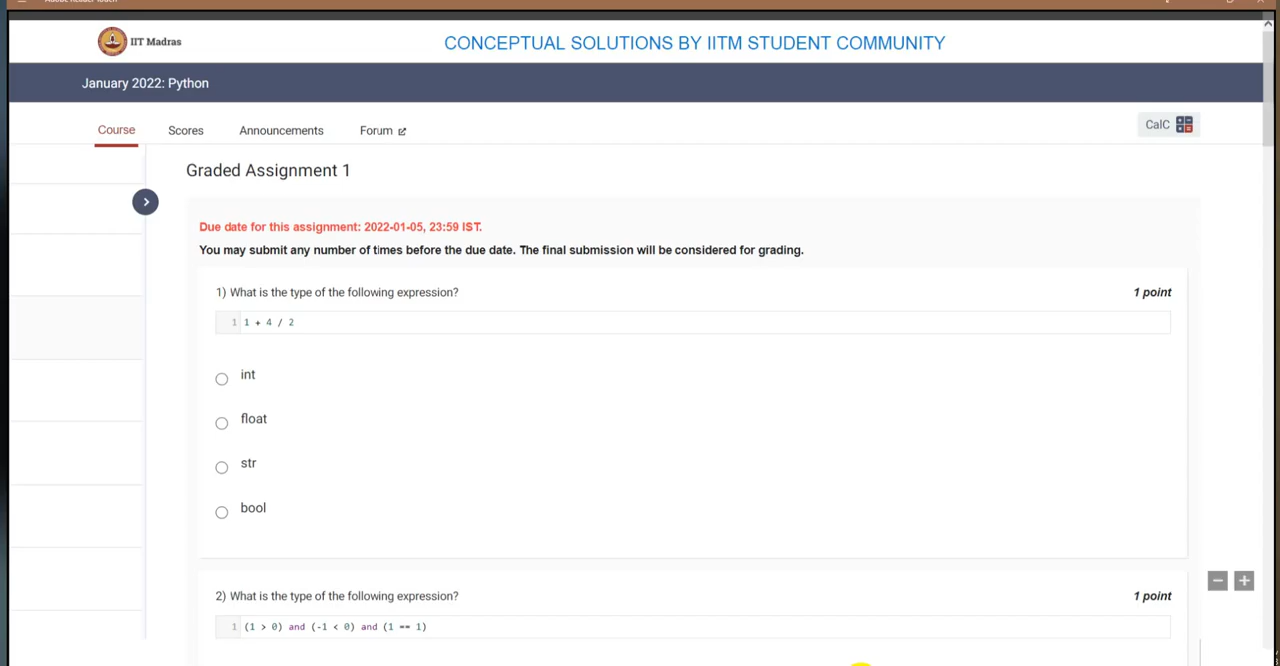 IIT Madras
CONCEPTUAL SOLUTIONS BY IITM STUDENT COMMUNITY
January 2022: Python
Course Scores Announcements Forum
CalC
Graded Assignment 1
Due date for this assignment: 2022-01-05, 23:59 IST.
You may submit any number of times before the due date. The final submission will be considered for grading.
1) What is the type of the following expression? 1 point
1 1 + 4 / 2
int
float
str
bool
2) What is the type of the following expression? 1 point
1 (1 > 0) and (-1 < 0) and (1 == 1)